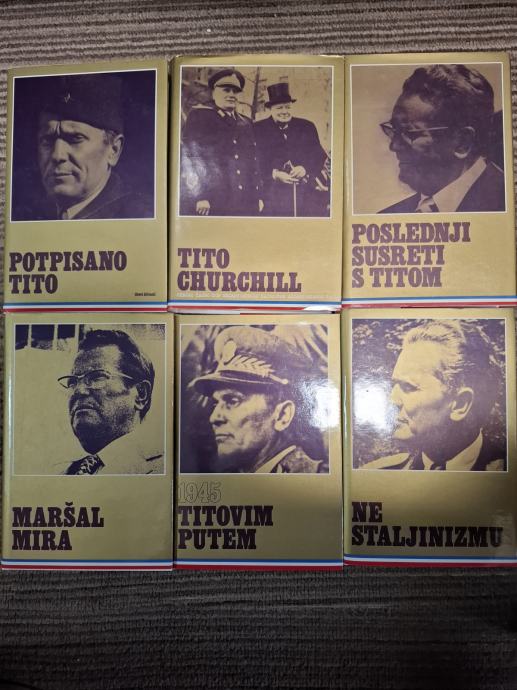 POTPISANO
TITO
TITO
CHURCHILL
POSLEDNJI
SUSRETI
S TITOM
MARŠAL
MIRA
1945
TITOVIM
PUTEM
NE
STALJINIZMU